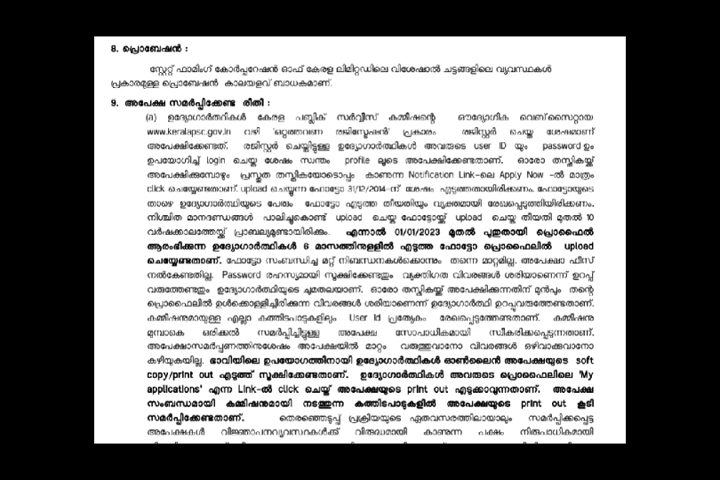 8. പ്രൊബേഷൻ :
സ്റ്റേറ്റ് ഫാമിംഗ് കോർപ്പറേഷൻ ഓഫ് കേരള ലിമിറ്റഡിലെ വിശേഷാൽ ചട്ടങ്ങളിലെ വ്യവസ്ഥകൾ
പ്രകാരമുള്ള പ്രൊബേഷൻ കാലയളവ് ബാധകമാണ്.
9. അപേക്ഷ സമർപ്പിക്കേണ്ട രീതി :
(a) ഉദ്യോഗാർത്ഥികൾ കേരള പബ്ലിക് സർവ്വീസ് കമ്മീഷന്റെ ഔദ്യോഗിക വെബ്സൈറ്റായ
www.keralapsc.gov.in വഴി 'ഒറ്റത്തവണ രജിസ്ട്രേഷൻ' പ്രകാരം രജിസ്റ്റർ ചെയ്ത ശേഷമാണ്
അപേക്ഷിക്കേണ്ടത്. രജിസ്റ്റർ ചെയ്തിട്ടുള്ള ഉദ്യോഗാർത്ഥികൾ അവരുടെ user ID യും password ഉം
ഉപയോഗിച്ച് login ചെയ്ത ശേഷം സ്വന്തം profile ലൂടെ അപേക്ഷിക്കേണ്ടതാണ്. ഓരോ തസ്തികയ്ക്ക്
അപേക്ഷിക്കുമ്പോഴും പ്രസ്തുത തസ്തികയോടൊപ്പം കാണുന്ന Notification Link-ലെ Apply Now -ൽ മാത്രം
click ചെയ്യേണ്ടതാണ്. upload ചെയ്യുന്ന ഫോട്ടോ 31/12/2014-ന് ശേഷം എടുത്തതായിരിക്കണം. ഫോട്ടോയുടെ
താഴെ ഉദ്യോഗാർത്ഥിയുടെ പേരും ഫോട്ടോ എടുത്ത തീയതിയും വ്യക്തമായി രേഖപ്പെടുത്തിയിരിക്കണം.
നിശ്ചിത മാനദണ്ഡങ്ങൾ പാലിച്ചുകൊണ്ട് upload ചെയ്ത ഫോട്ടോയ്ക്ക് upload ചെയ്ത തീയതി മുതൽ 10
വർഷക്കാലത്തേയ്ക്ക് പ്രാബല്യമുണ്ടായിരിക്കും. എന്നാൽ 01/01/2023 മുതൽ പുതുതായി പ്രൊഫൈൽ
ആരംഭിക്കുന്ന ഉദ്യോഗാർത്ഥികൾ 6 മാസത്തിനുള്ളിൽ എടുത്ത ഫോട്ടോ പ്രൊഫൈലിൽ upload
ചെയ്യേണ്ടതാണ്. ഫോട്ടോ സംബന്ധിച്ച മറ്റ് നിബന്ധനകൾക്കൊന്നും തന്നെ മാറ്റമില്ല. അപേക്ഷാ ഫീസ്
നൽകേണ്ടതില്ല. Password രഹസ്യമായി സൂക്ഷിക്കേണ്ടതും വ്യക്തിഗത വിവരങ്ങൾ ശരിയാണെന്ന് ഉറപ്പ്
വരുത്തേണ്ടതും ഉദ്യോഗാർത്ഥിയുടെ ചുമതലയാണ്. ഓരോ തസ്തികയ്ക്ക് അപേക്ഷിക്കുന്നതിന് മുൻപും തന്റെ
പ്രൊഫൈലിൽ ഉൾക്കൊള്ളിച്ചിരിക്കുന്ന വിവരങ്ങൾ ശരിയാണെന്ന് ഉദ്യോഗാർത്ഥി ഉറപ്പുവരുത്തേണ്ടതാണ്.
കമ്മീഷനുമായുള്ള എല്ലാ കത്തിടപാടുകളിലും User Id പ്രത്യേകം രേഖപ്പെടുത്തേണ്ടതാണ്. കമ്മീഷനു
മുമ്പാകെ ഒരിക്കൽ സമർപ്പിച്ചിട്ടുള്ള അപേക്ഷ സോപാധികമായി സ്വീകരിക്കപ്പെടുന്നതാണ്.
അപേക്ഷാസമർപ്പണത്തിനുശേഷം അപേക്ഷയിൽ മാറ്റം വരുത്തുവാനോ വിവരങ്ങൾ ഒഴിവാക്കുവാനോ
കഴിയുകയില്ല. ഭാവിയിലെ ഉപയോഗത്തിനായി ഉദ്യോഗാർത്ഥികൾ ഓൺലൈൻ അപേക്ഷയുടെ soft
copy/print out എടുത്ത് സൂക്ഷിക്കേണ്ടതാണ്. ഉദ്യോഗാർത്ഥികൾ അവരുടെ പ്രൊഫൈലിലെ 'My
applications' എന്ന Link-ൽ click ചെയ്ത് അപേക്ഷയുടെ print out എടുക്കാവുന്നതാണ്. അപേക്ഷ
സംബന്ധമായി കമ്മിഷനുമായി നടത്തുന്ന കത്തിടപാടുകളിൽ അപേക്ഷയുടെ print out കൂടി
സമർപ്പിക്കേണ്ടതാണ്. തെരഞ്ഞെടുപ്പ് പ്രക്രിയയുടെ ഏതവസരത്തിലായാലും സമർപ്പിക്കപ്പെട്ട
അപേക്ഷകൾ വിജ്ഞാപനവ്യവസ്ഥകൾക്ക് വിരുദ്ധമായി കാണുന്ന പക്ഷം നിരുപാധികമായി